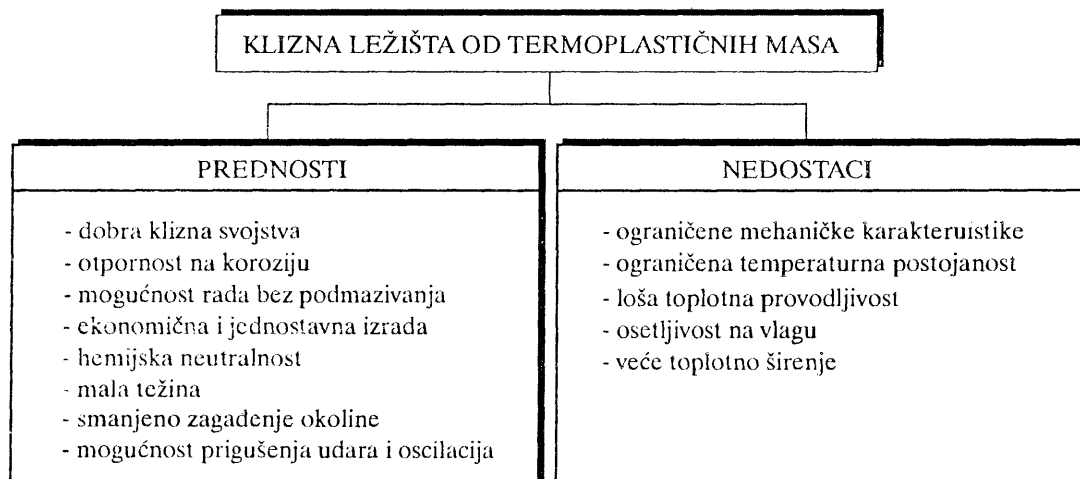 KLIZNA LEŽIŠTA OD TERMOPLASTIČNIH MASA
PREDNOSTI
- dobra klizna svojstva
- otpornost na koroziju
- mogućnost rada bez podmazivanja
- ekonomična i jednostavna izrada
- hemijska neutralnost
- mala težina
- smanjeno zagađenje okoline
- mogućnost prigušenja udara i oscilacija
NEDOSTACI
- ograničene mehaničke karakteruistike
- ograničena temperaturna postojanost
- loša toplotna provodljivost
- osetljivost na vlagu
- veće toplotno širenje